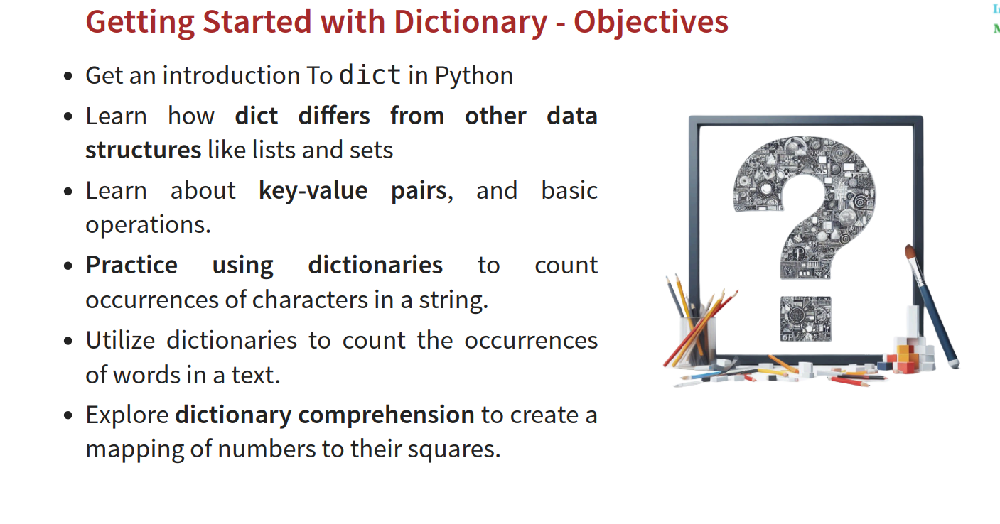 Getting Started with Dictionary - Objectives
• Get an introduction To dict in Python
• Learn how dict differs from other data
structures like lists and sets
• Learn about key-value pairs, and basic
operations.
• Practice using dictionaries to count
occurrences of characters in a string.
• Utilize dictionaries to count the occurrences
of words in a text.
• Explore dictionary comprehension to create a
mapping of numbers to their squares.